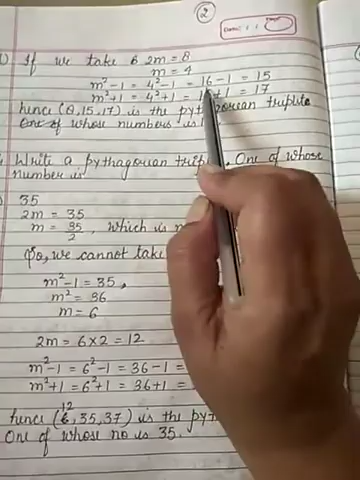 2
If we take 2m = 8
m = 4
m² - 1 = 4² - 1 = 16 - 1 = 15
m² + 1 = 4² + 1 = + 1 = 17
hence (8, 15, 17) is the pythagorean triplete
One of whose numbers is
Write a pythagorean One of whose
number is
35
2m = 35
m = 35/2, which is
So, we cannot take
m² - 1 = 35,
m² = 36
m = 6
2m = 6 × 2 = 12
m² - 1 = 6² - 1 = 36 - 1 =
m² + 1 = 6² + 1 = 36 + 1 =
12
hence (6, 35, 37) is the
One of whose no is 35.